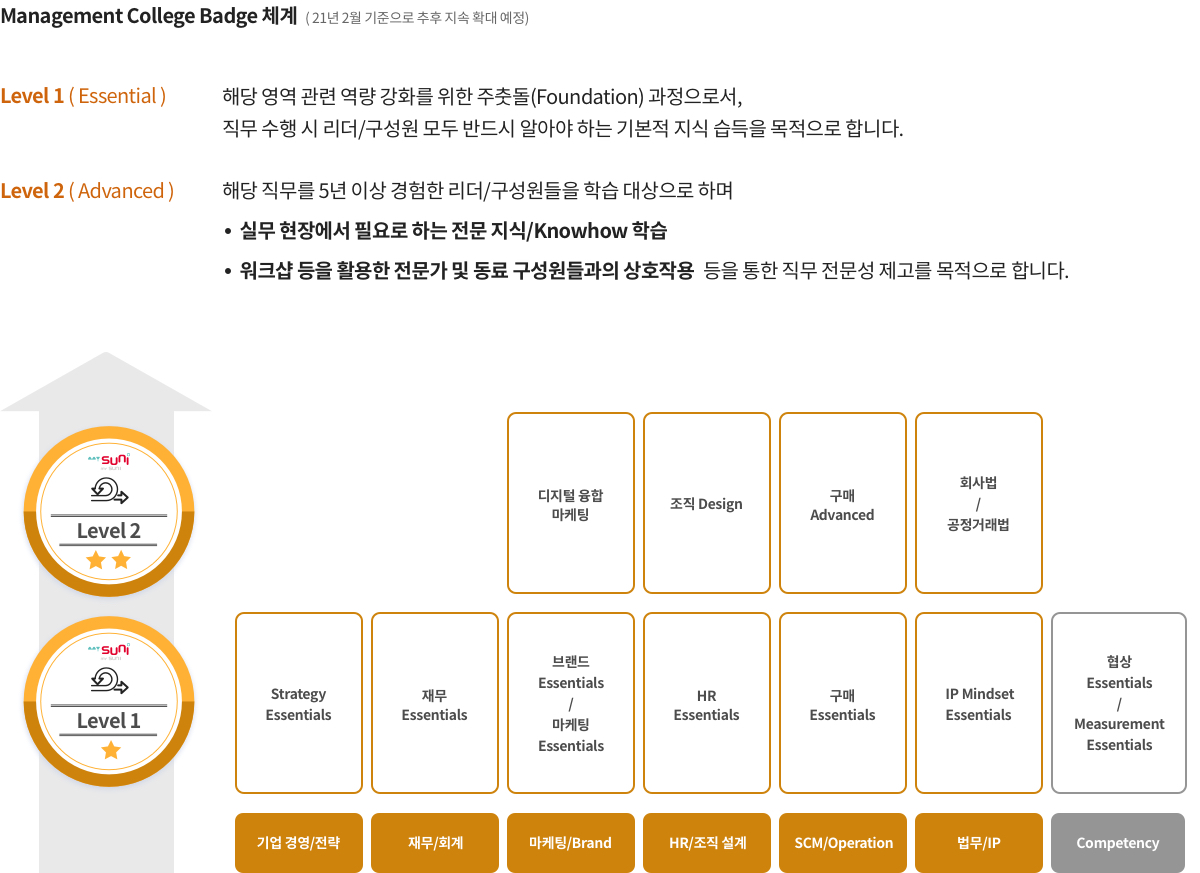 Management College Badge 체계 ( 21년 2월 기준으로 추후 지속 확대 예정)
Level 1 ( Essential )
해당 영역 관련 역량 강화를 위한 주춧돌(Foundation) 과정으로서,
직무 수행 시 리더/구성원 모두 반드시 알아야 하는 기본적 지식 습득을 목적으로 합니다.
Level 2 ( Advanced )
해당 직무를 5년 이상 경험한 리더/구성원들을 학습 대상으로 하며
• 실무 현장에서 필요로 하는 전문 지식/Knowhow 학습
• 워크샵 등을 활용한 전문가 및 동료 구성원들과의 상호작용 등을 통한 직무 전문성 제고를 목적으로 합니다.
suni
Level 2
디지털 융합
마케팅
조직 Design
구매
Advanced
회사법
/
공정거래법
suni
Level 1
Strategy
Essentials
재무
Essentials
브랜드
Essentials
/
마케팅
Essentials
HR
Essentials
구매
Essentials
IP Mindset
Essentials
협상
Essentials
/
Measurement
Essentials
기업 경영/전략
재무/회계
마케팅/Brand
HR/조직 설계
SCM/Operation
법무/IP
Competency